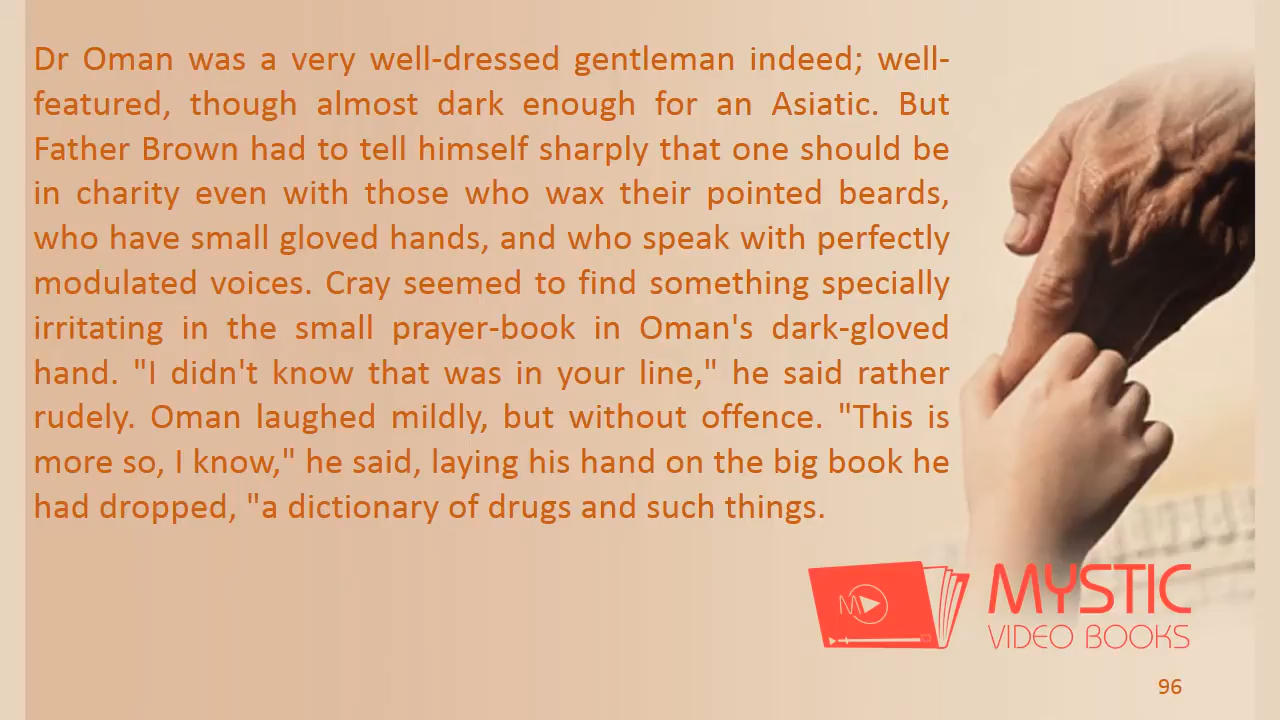 Dr Oman was a very well-dressed gentleman indeed; well-
featured, though almost dark enough for an Asiatic. But
Father Brown had to tell himself sharply that one should be
in charity even with those who wax their pointed beards,
who have small gloved hands, and who speak with perfectly
modulated voices. Cray seemed to find something specially
irritating in the small prayer-book in Oman's dark-gloved
hand. "I didn't know that was in your line," he said rather
rudely. Oman laughed mildly, but without offence. "This is
more so, I know," he said, laying his hand on the big book he
had dropped, "a dictionary of drugs and such things.
M
MYSTIC
VIDEO BOOKS
96